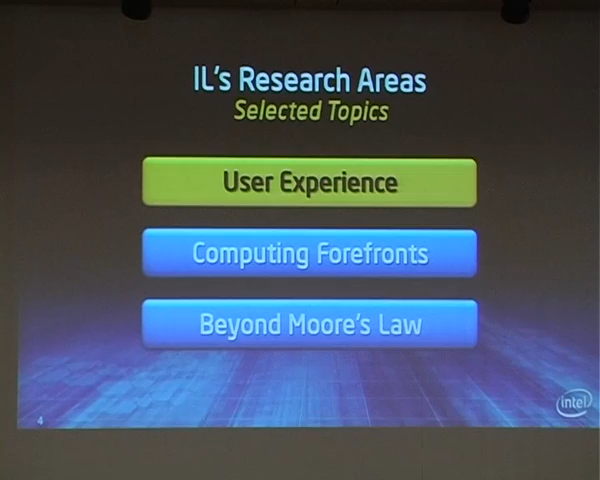 IL's Research Areas
Selected Topics
User Experience
Computing Forefronts
Beyond Moore's Law
intel
4